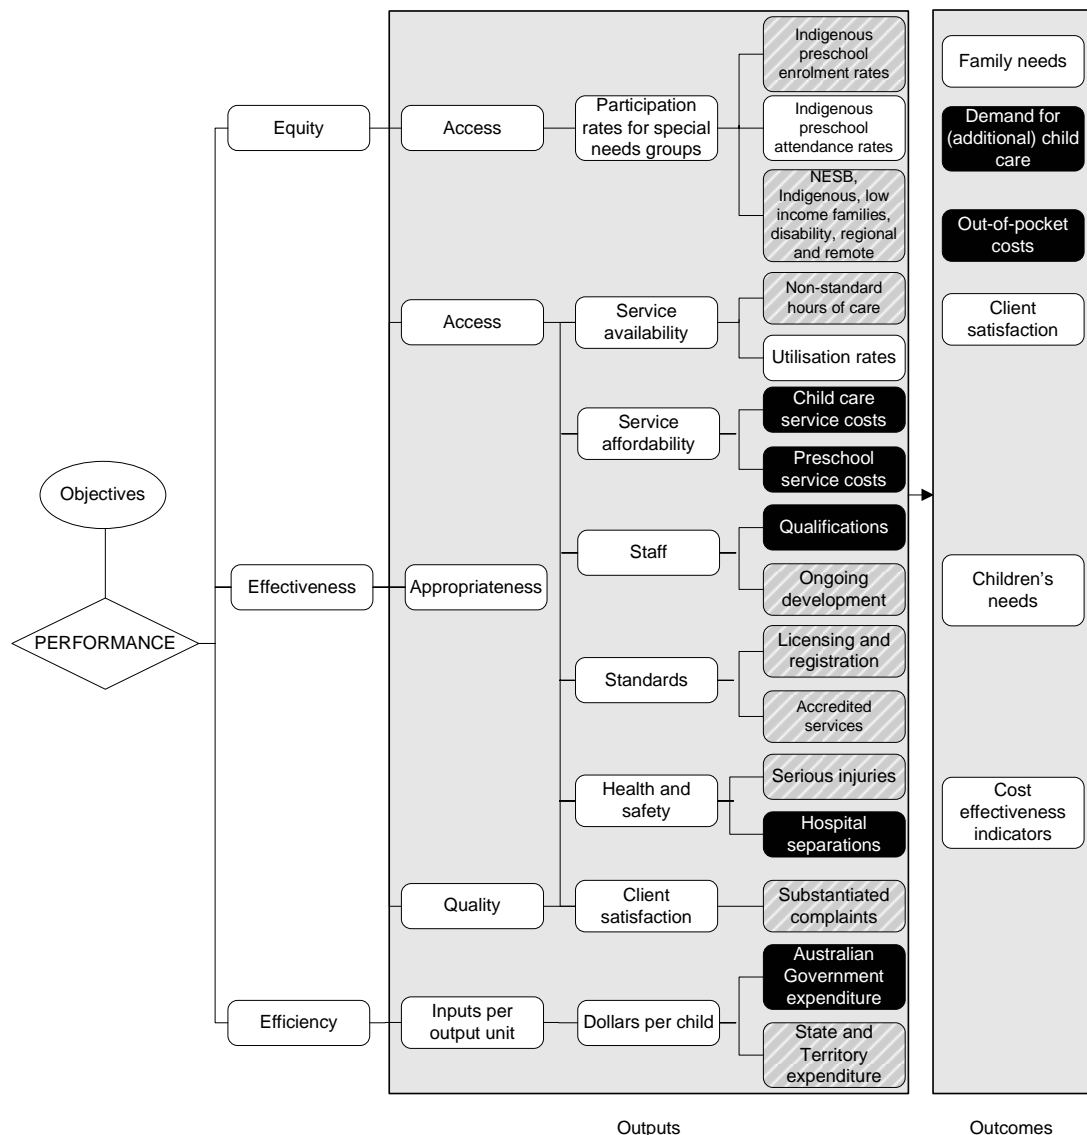 Objectives
PERFORMANCE
Equity
Access
Participation
rates for special
needs groups
Indigenous
preschool
enrolment rates
Indigenous
preschool
attendance rates
NESB,
Indigenous, low
income families,
disability, regional
and remote
Effectiveness
Access
Service
availability
Non-standard
hours of care
Utilisation rates
Service
affordability
Child care
service costs
Preschool
service costs
Appropriateness
Staff
Qualifications
Ongoing
development
Standards
Licensing and
registration
Accredited
services
Health and
safety
Serious injuries
Hospital
separations
Quality
Client
satisfaction
Substantiated
complaints
Efficiency
Inputs per
output unit
Dollars per child
Australian
Government
expenditure
State and
Territory
expenditure
Outputs
Family needs
Demand for
(additional) child
care
Out-of-pocket
costs
Client
satisfaction
Children's
needs
Cost
effectiveness
indicators
Outcomes